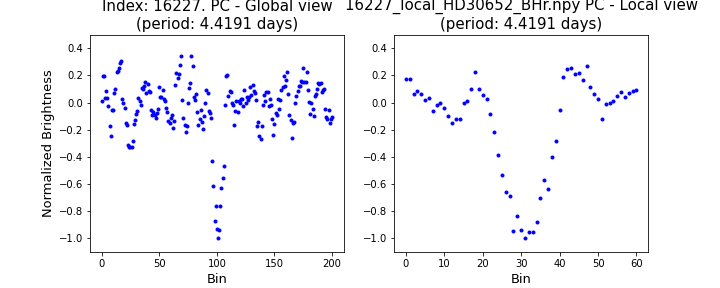 Index: 16227. PC - Global view
(period: 4.4191 days)
16227_local_HD30652_BHr.npy PC - Local view
(period: 4.4191 days)
Normalized Brightness
0.4
0.2
0.0
−0.2
−0.4
−0.6
−0.8
−1.0
0 50 100 150 200
Bin
0.4
0.2
0.0
−0.2
−0.4
−0.6
−0.8
−1.0
0 10 20 30 40 50 60
Bin